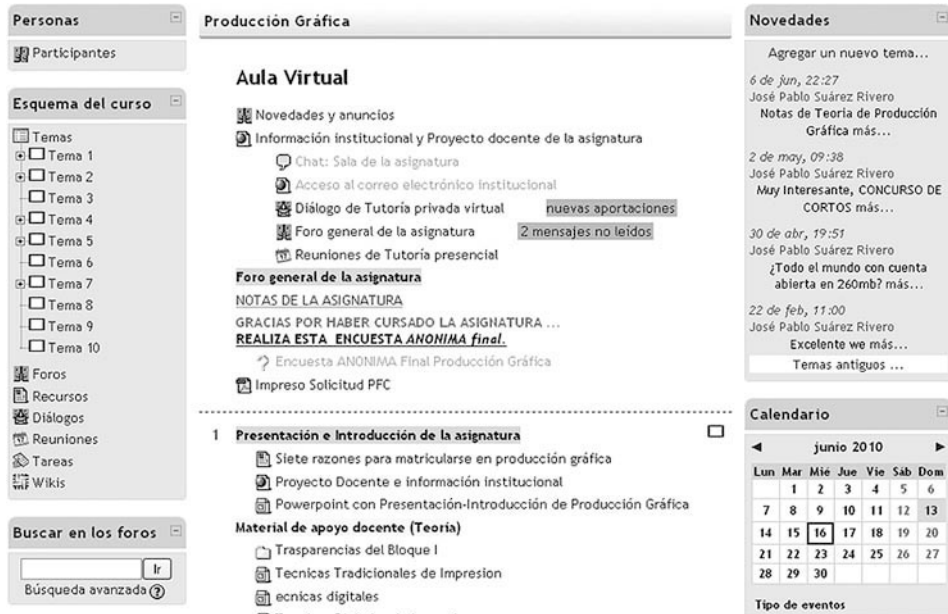 Personas
Participantes
Esquema del curso
Temas
Tema 1
Tema 2
Tema 3
Tema 4
Tema 5
Tema 6
Tema 7
Tema 8
Tema 9
Tema 10
Foros
Recursos
Diálogos
Reuniones
Tareas
Wikis
Buscar en los foros
Ir
Búsqueda avanzada ?
Producción Gráfica
Aula Virtual
Novedades y anuncios
Información institucional y Proyecto docente de la asignatura
Chat: Sala de la asignatura
Acceso al correo electrónico institucional
Diálogo de Tutoría privada virtual nuevas aportaciones
Foro general de la asignatura 2 mensajes no leídos
Reuniones de Tutoría presencial
Foro general de la asignatura
NOTAS DE LA ASIGNATURA
GRACIAS POR HABER CURSADO LA ASIGNATURA ...
REALIZA ESTA ENCUESTA ANONIMA final.
? Encuesta ANONIMA Final Producción Gráfica
Impreso Solicitud PFC
1 Presentación e Introducción de la asignatura
Siete razones para matricularse en producción gráfica
Proyecto Docente e información institucional
Powerpoint con Presentación-Introducción de Producción Gráfica
Material de apoyo docente (Teoría)
Trasparencias del Bloque I
Tecnicas Tradicionales de Impresion
ecnicas digitales
Novedades
Agregar un nuevo tema...
6 de jun, 22:27
José Pablo Suárez Rivero
Notas de Teoria de Producción
Gráfica más...
2 de may, 09:38
José Pablo Suárez Rivero
Muy Interesante, CONCURSO DE
CORTOS más...
30 de abr, 19:51
José Pablo Suárez Rivero
¿Todo el mundo con cuenta
abierta en 260mb? más...
22 de feb, 11:00
José Pablo Suárez Rivero
Excelente we más...
Temas antiguos ...
Calendario
◄ junio 2010 ►
Lun Mar Mié Jue Vie Sáb Dom
1 2 3 4 5 6
7 8 9 10 11 12 13
14 15 16 17 18 19 20
21 22 23 24 25 26 27
28 29 30
Tipo de eventos